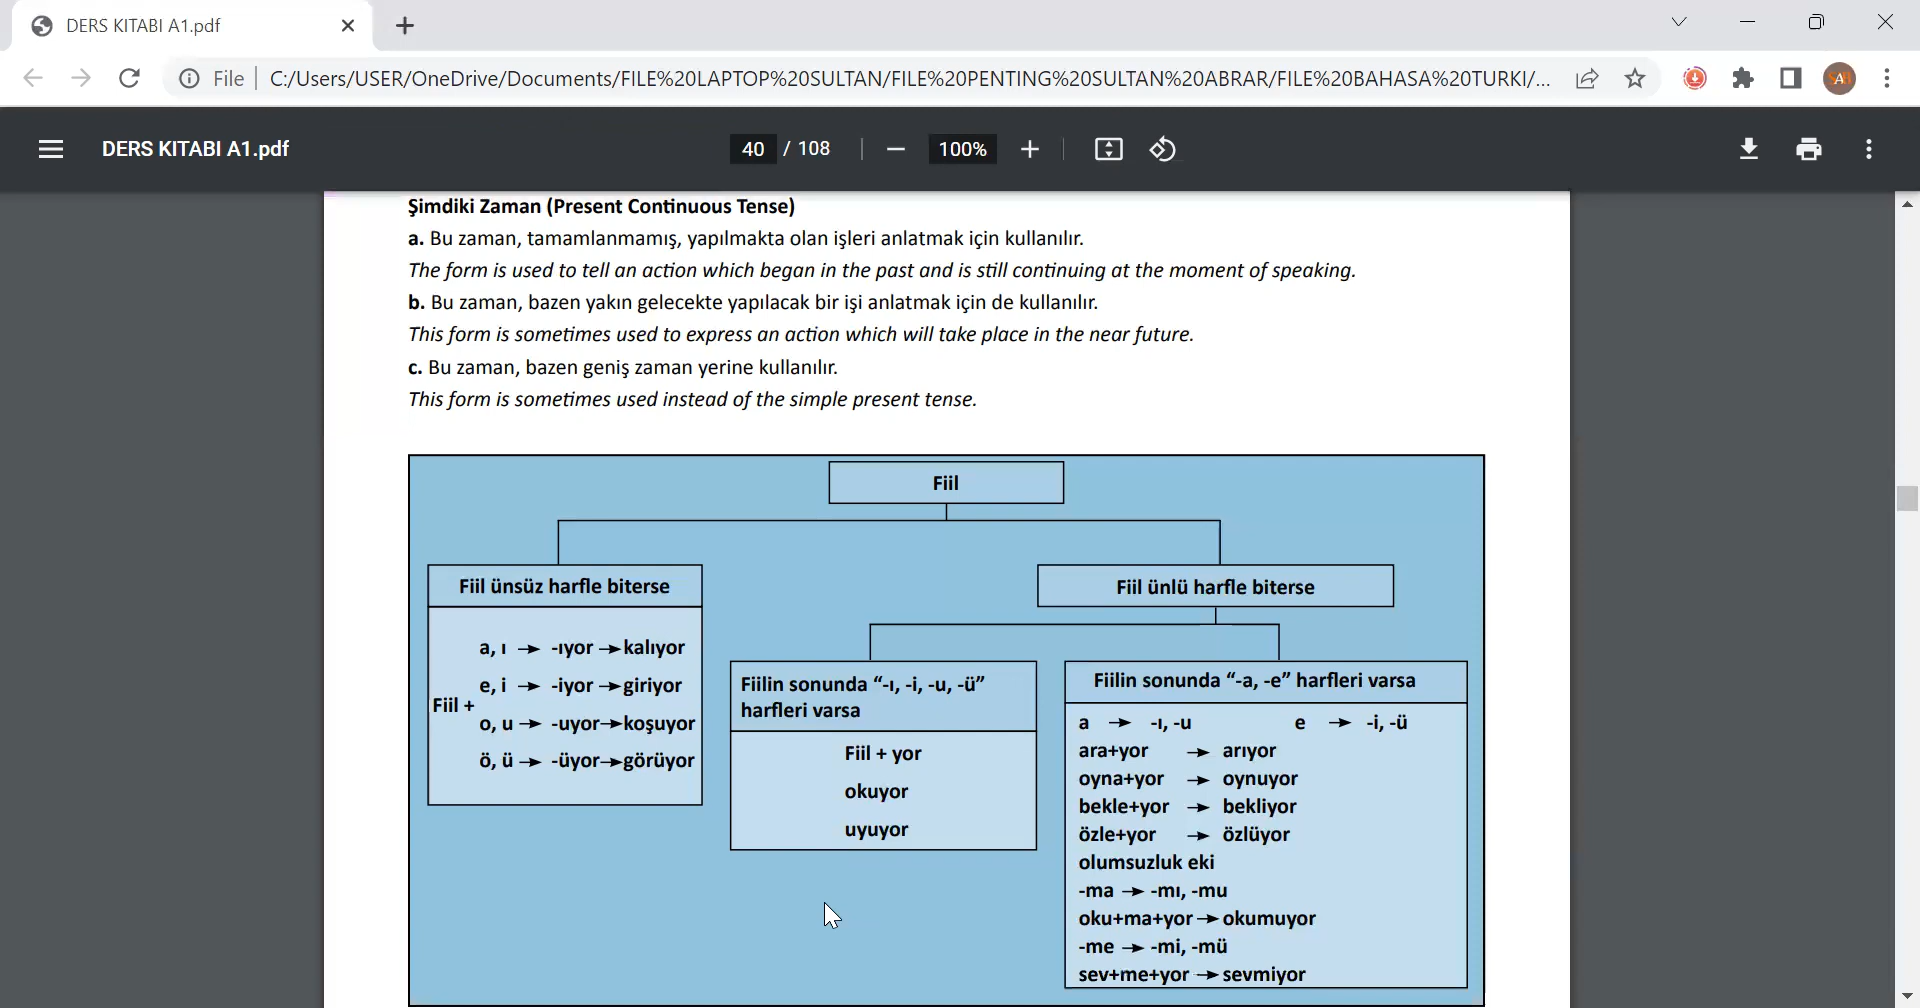 DERS KITABI A1.pdf
File
C:/Users/USER/OneDrive/Documents/FILE%20LAPTOP%20SULTAN/FILE%20PENTING%20SULTAN%20ABRAR/FILE%20BAHASA%20TURKI/...
DERS KITABI A1.pdf
40 / 108
100%
Şimdiki Zaman (Present Continuous Tense)
a. Bu zaman, tamamlanmamış, yapılmakta olan işleri anlatmak için kullanılır.
The form is used to tell an action which began in the past and is still continuing at the moment of speaking.
b. Bu zaman, bazen yakın gelecekte yapılacak bir işi anlatmak için de kullanılır.
This form is sometimes used to express an action which will take place in the near future.
c. Bu zaman, bazen geniş zaman yerine kullanılır.
This form is sometimes used instead of the simple present tense.
Fiil
Fiil ünsüz harfle biterse
Fiil +
a, ı → -ıyor → kalıyor
e, i → -iyor → giriyor
o, u → -uyor → koşuyor
ö, ü → -üyor → görüyor
Fiil ünlü harfle biterse
Fiilin sonunda “-ı, -i, -u, -ü”
harfleri varsa
Fiil + yor
okuyor
uyuyor
Fiilin sonunda “-a, -e” harfleri varsa
a → -ı, -u e → -i, -ü
ara+yor → arıyor
oyna+yor → oynuyor
bekle+yor → bekliyor
özle+yor → özlüyor
olumsuzluk eki
-ma → -mı, -mu
oku+ma+yor → okumuyor
-me → -mi, -mü
sev+me+yor → sevmiyor